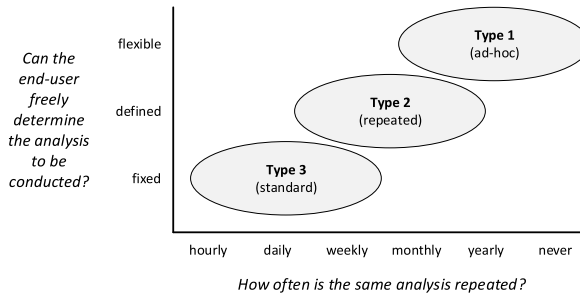 Can the
end-user
freely
determine
the analysis
to be
conducted?
flexible
defined
fixed
Type 1
(ad-hoc)
Type 2
(repeated)
Type 3
(standard)
hourly daily weekly monthly yearly never
How often is the same analysis repeated?